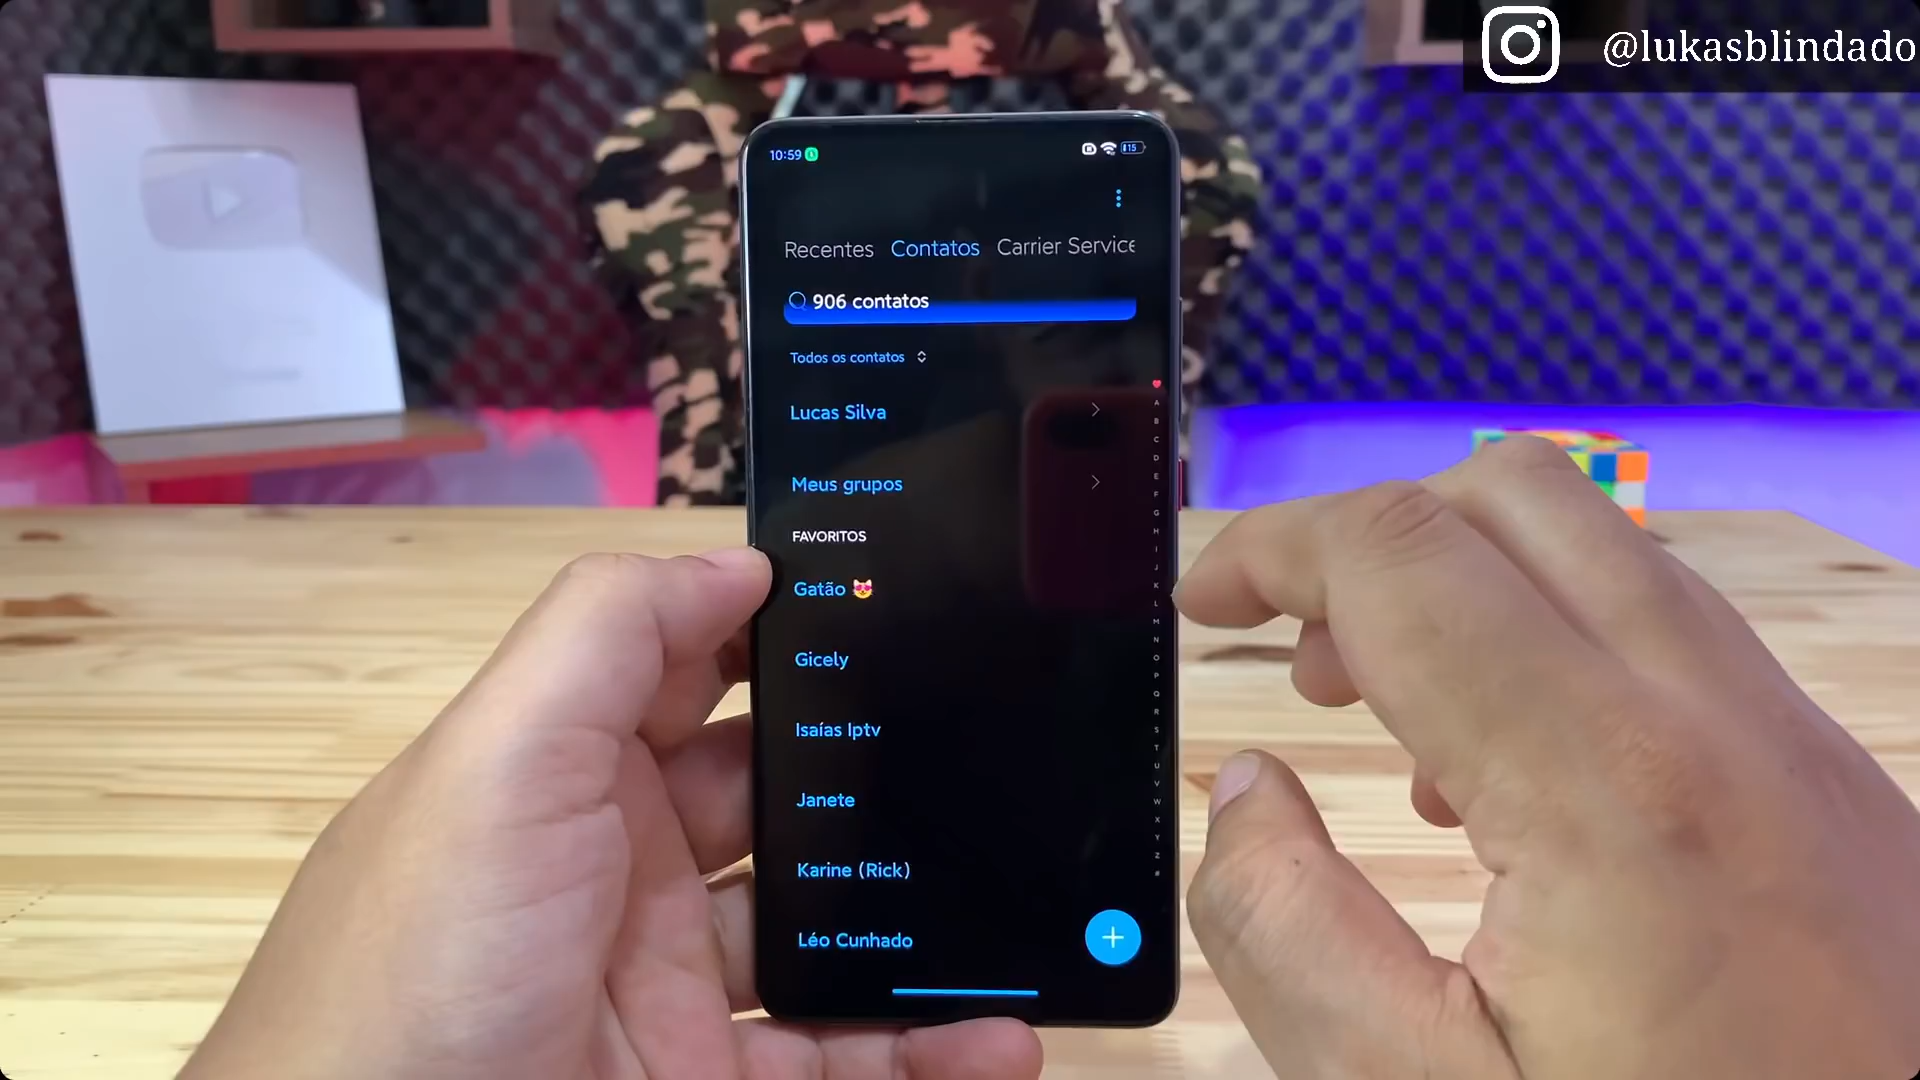 @lukasblindado
10:59
15
Recentes Contatos Carrier Service
906 contatos
Todos os contatos
Lucas Silva
Meus grupos
FAVORITOS
Gatão 😻
Gicely
Isaías Iptv
Janete
Karine (Rick)
Léo Cunhado
A
B
C
D
E
F
G
H
I
J
K
L
M
N
O
P
Q
R
S
T
U
V
W
X
Y
Z
#